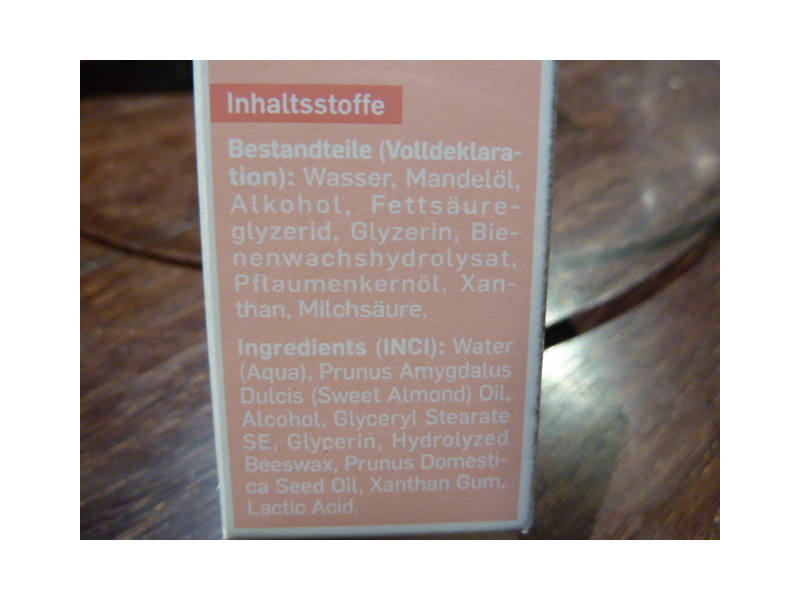 Inhaltsstoffe
Bestandteile (Volldeklara-
tion): Wasser, Mandelöl,
Alkohol, Fettsäure-
glyzerid, Glyzerin, Bie-
nenwachshydrolysat,
Pflaumenkernöl, Xan-
than, Milchsäure.
Ingredients (INCI): Water
(Aqua), Prunus Amygdalus
Dulcis (Sweet Almond) Oil,
Alcohol, Glyceryl Stearate
SE, Glycerin, Hydrolyzed
Beeswax, Prunus Domesti-
ca Seed Oil, Xanthan Gum,
Lactic Acid.